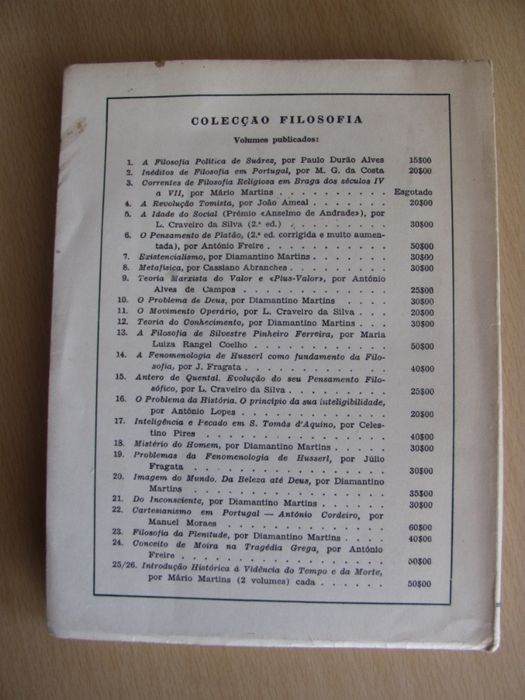 COLECÇÃO FILOSOFIA
Volumes publicados:
1. A Filosofia Política de Suárez, por Paulo Durão Alves 15$00
2. Inéditos de Filosofia em Portugal, por M. G. da Costa 20$00
3. Correntes de Filosofia Religiosa em Braga dos séculos IV
a VII, por Mário Martins . . . . . . . . . . Esgotado
4. A Revolução Tomista, por João Ameal . . . . . . . 20$00
5. A Idade do Social (Prémio «Anselmo de Andrade»), por
L. Craveiro da Silva (2.ª ed.) . . . . . . . . . 30$00
6. O Pensamento de Platão, (2.ª ed. corrigida e muito aumen-
tada), por António Freire . . . . . . . . . . 50$00
7. Existencialismo, por Diamantino Martins . . . . . . . 30$00
8. Metafísica, por Cassiano Abranches . . . . . . . . 30$00
9. Teoria Marxista do Valor e «Plus-Valor», por António
Alves de Campos . . . . . . . . . . . . 25$00
10. O Problema de Deus, por Diamantino Martins . . . . 30$00
11. O Movimento Operário, por L. Craveiro da Silva . . . 20$00
12. Teoria do Conhecimento, por Diamantino Martins . . . 30$00
13. A Filosofia de Silvestre Pinheiro Ferreira, por Maria
Luiza Rangel Coelho . . . . . . . . . . . 50$00
14. A Fenomenologia de Husserl como fundamento da Filo-
sofia, por J. Fragata . . . . . . . . . . . 40$00
15. Antero de Quental. Evolução do seu Pensamento Filo-
sófico, por L. Craveiro da Silva . . . . . . . . 25$00
16. O Problema da História. O princípio da sua inteligibilidade,
por António Lopes . . . . . . . . . . . . 20$00
17. Inteligência e Pecado em S. Tomás d'Aquino, por Celes-
tino Pires . . . . . . . . . . . . . . 40$00
18. Mistério do Homem, por Diamantino Martins . . . . . 30$00
19. Problemas da Fenomenologia de Husserl, por Júlio
Fragata . . . . . . . . . . . . . . . 30$00
20. Imagem do Mundo. Da Beleza até Deus, por Diamantino
Martins . . . . . . . . . . . . . . . 35$00
21. Do Inconsciente, por Diamantino Martins . . . . . . 30$00
22. Cartesianismo em Portugal — António Cordeiro, por
Manuel Moraes . . . . . . . . . . . . . 60$00
23. Filosofia da Plenitude, por Diamantino Martins . . . . 40$00
24. Conceito de Moira na Tragédia Grega, por António
Freire . . . . . . . . . . . . . . . 50$00
25/26. Introdução Histórica à Vidência do Tempo e da Morte,
por Mário Martins (2 volumes) cada . . . . . . 50$00